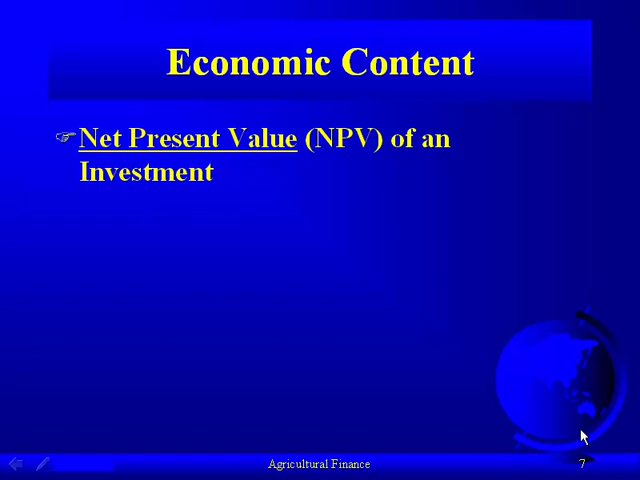 Economic Content
Net Present Value (NPV) of an
Investment
Agricultural Finance
7